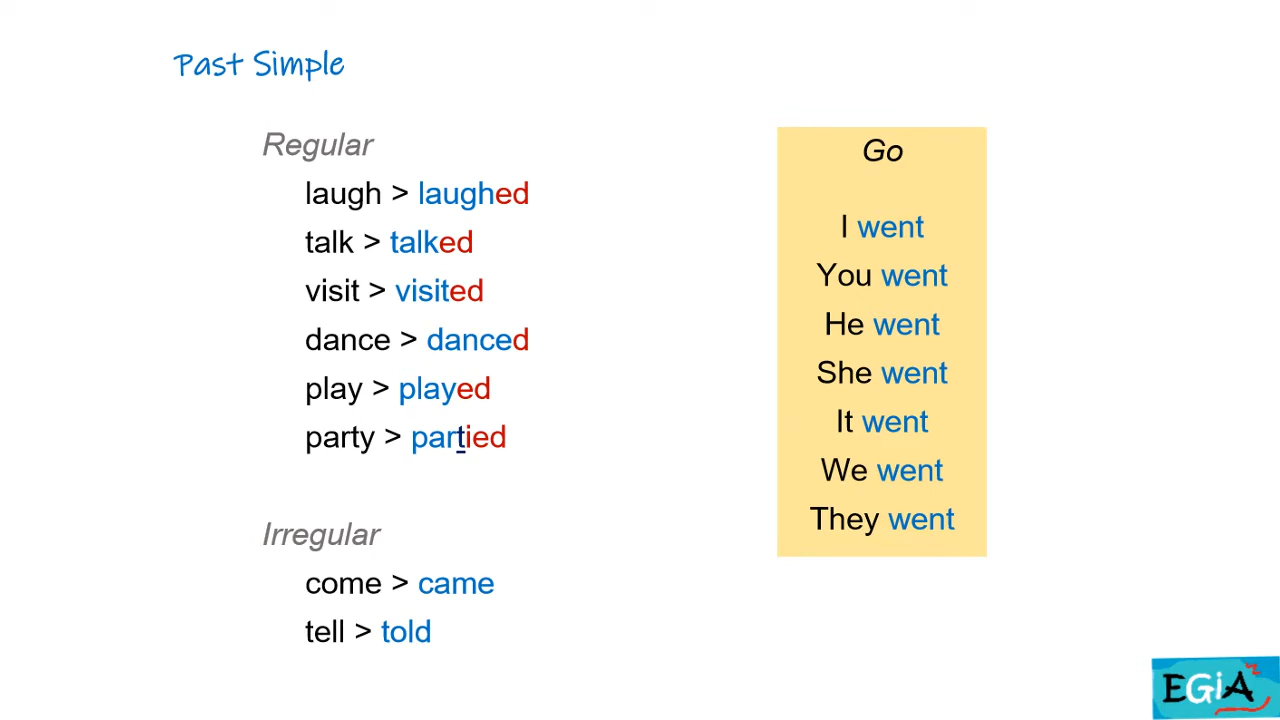 Past Simple
Regular
laugh > laughed
talk > talked
visit > visited
dance > danced
play > played
party > partied
Irregular
come > came
tell > told
Go
I went
You went
He went
She went
It went
We went
They went
EGiA